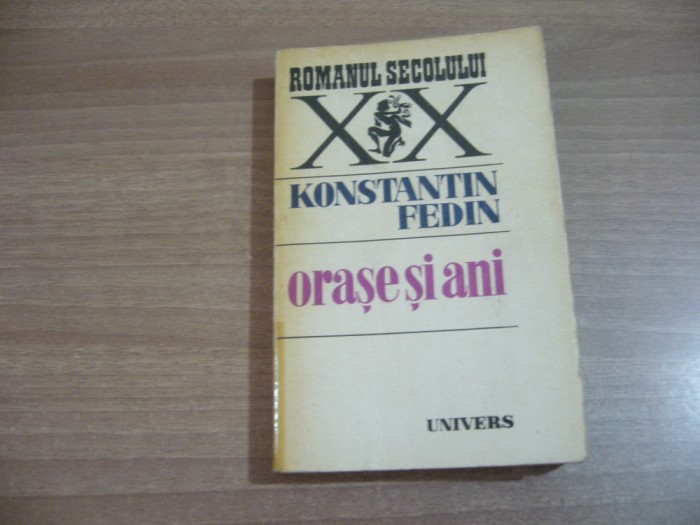 ROMANUL SECOLULUI
XX
KONSTANTIN
FEDIN
orașe și ani
UNIVERS